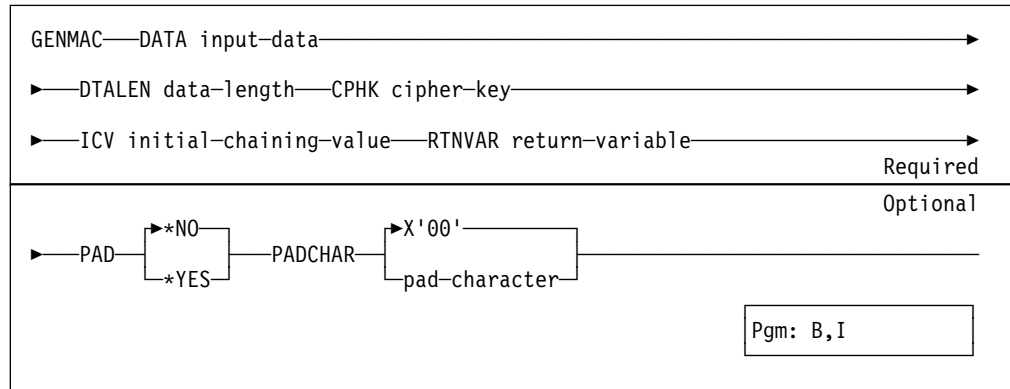 GENMAC DATA input-data
DTALEN data-length CPHK cipher-key
ICV initial-chaining-value RTNVAR return-variable
Required
Optional
PAD *NO PADCHAR X'00'
*YES pad-character
Pgm: B,I